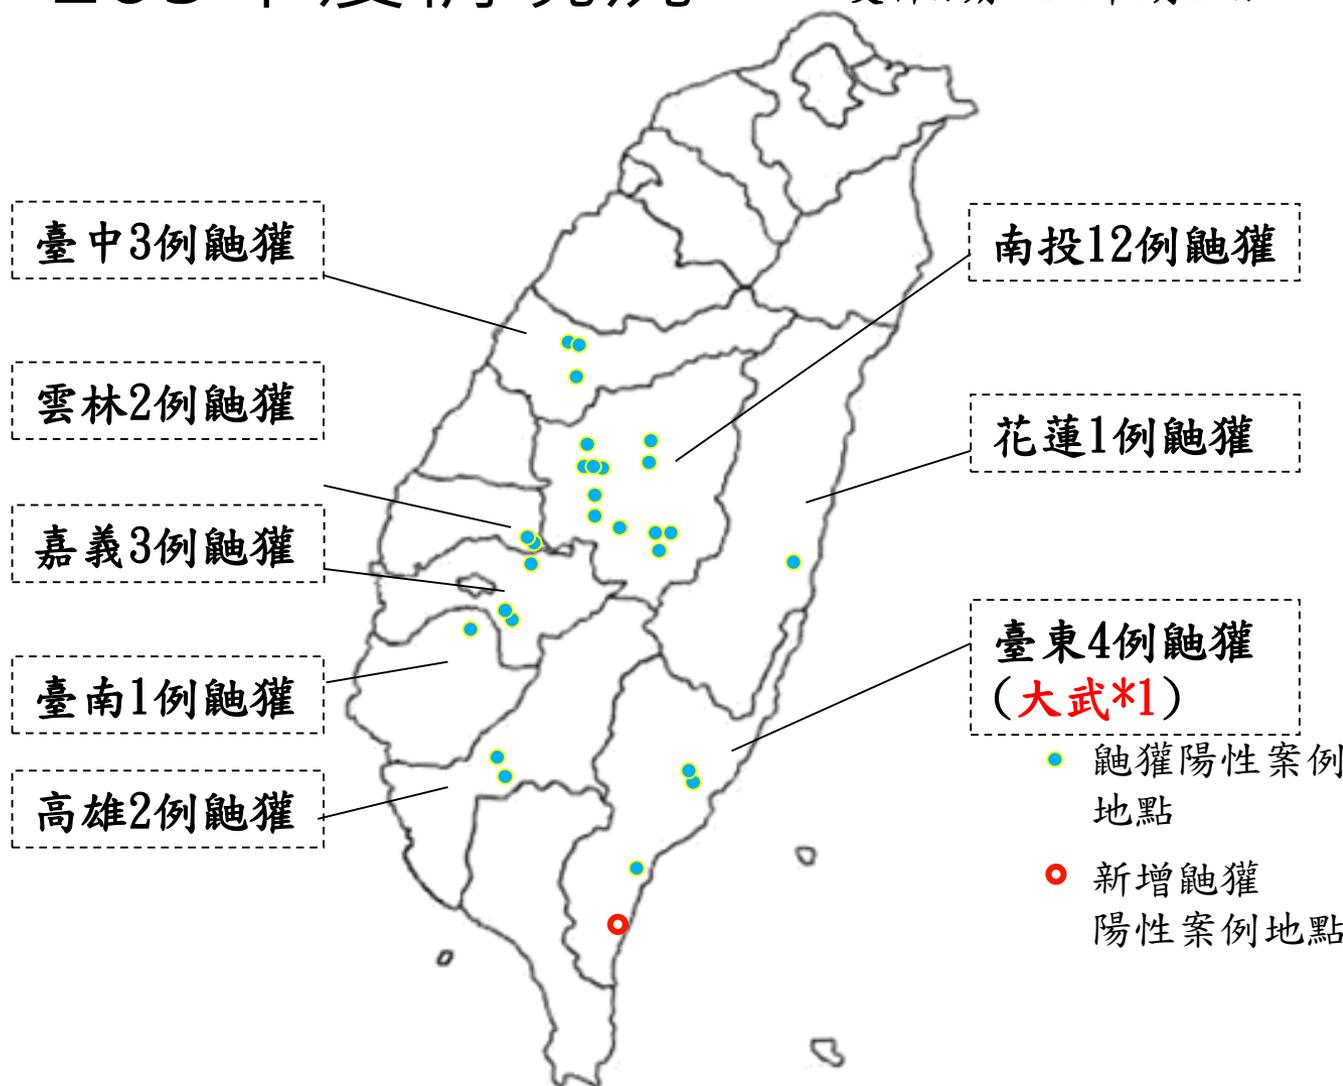 臺中3例鼬獾
南投12例鼬獾
雲林2例鼬獾
花蓮1例鼬獾
嘉義3例鼬獾
臺東4例鼬獾
(大武*1)
臺南1例鼬獾
高雄2例鼬獾
鼬獾陽性案例
地點
新增鼬獾
陽性案例地點